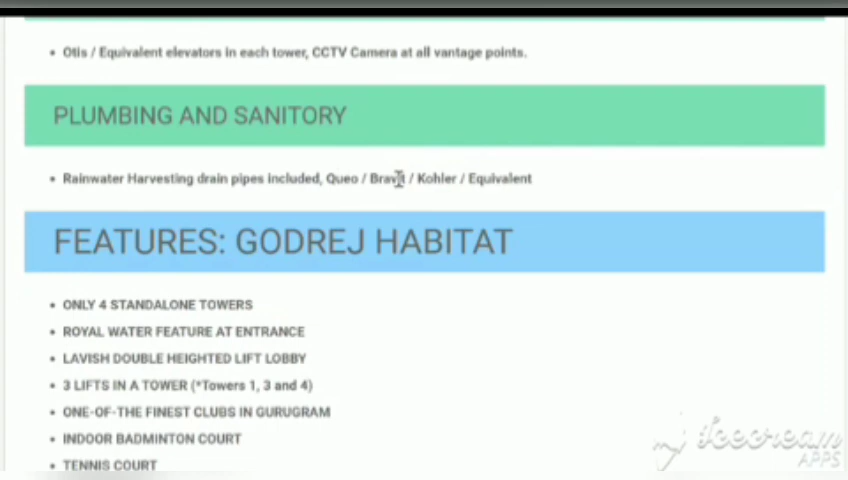 Otis / Equivalent elevators in each tower, CCTV Camera at all vantage points.
PLUMBING AND SANITORY
Rainwater Harvesting drain pipes included, Queo / / Kohler / Equivalent
FEATURES: GODREJ HABITAT
ONLY 4 STANDALONE TOWERS
ROYAL WATER FEATURE AT ENTRANCE
LAVISH DOUBLE HEIGHTED LIFT LOBBY
3 LIFTS IN A TOWER (*Towers 1, 3 and 4)
ONE-OF-THE FINEST CLUBS IN GURUGRAM
INDOOR BADMINTON COURT
TENNIS COURT
Icecream
APPS